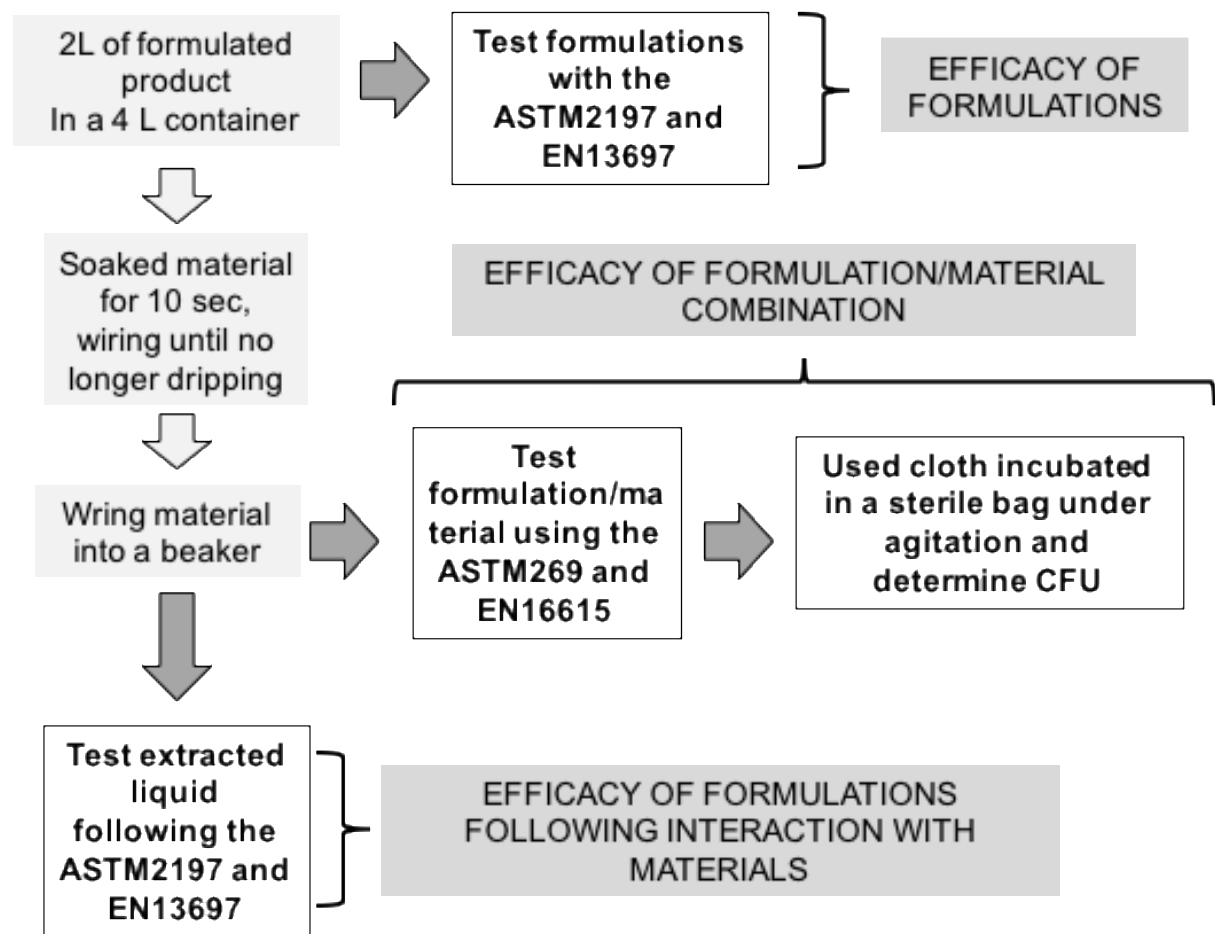 2L of formulated
product
In a 4 L container
Test formulations
with the
ASTM2197 and
EN13697
EFFICACY OF
FORMULATIONS
Soaked material
for 10 sec,
wiring until no
longer dripping
EFFICACY OF FORMULATION/MATERIAL
COMBINATION
Wring material
into a beaker
Test
formulation/ma
terial using the
ASTM269 and
EN16615
Used cloth incubated
in a sterile bag under
agitation and
determine CFU
Test extracted
liquid
following the
ASTM2197 and
EN13697
EFFICACY OF FORMULATIONS
FOLLOWING INTERACTION WITH
MATERIALS